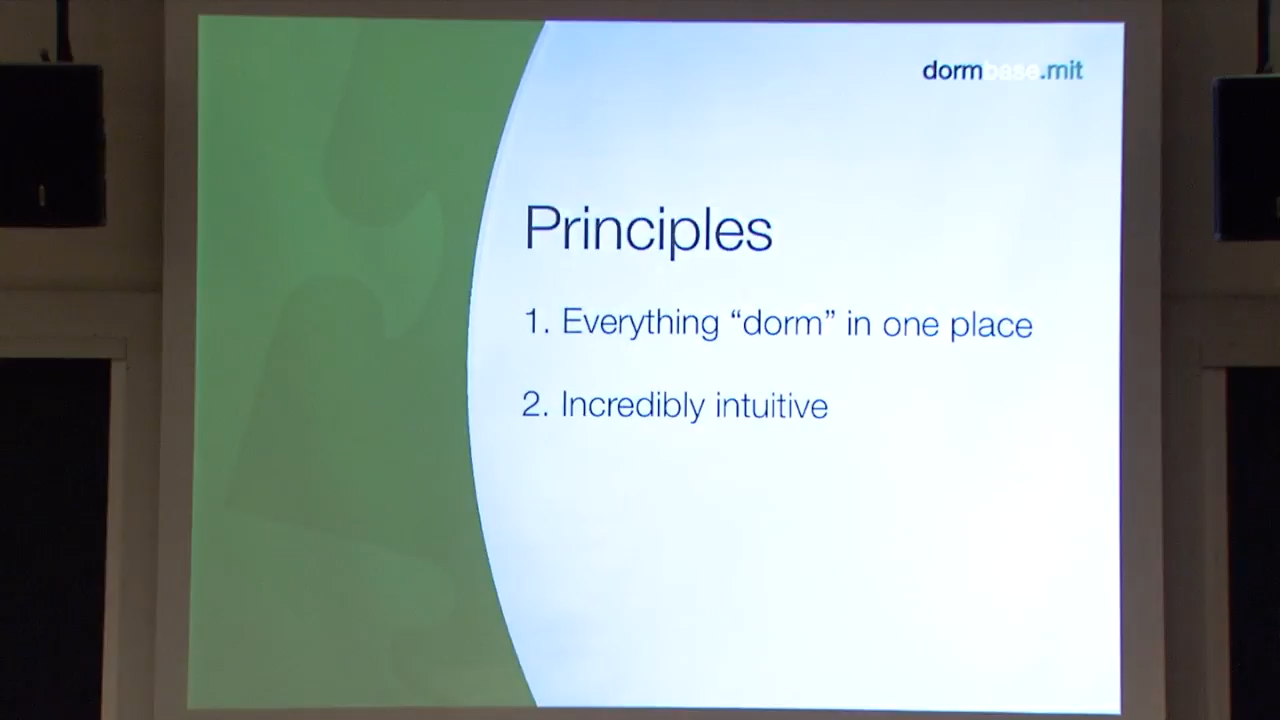 dormbase.mit
Principles
1. Everything “dorm” in one place
2. Incredibly intuitive